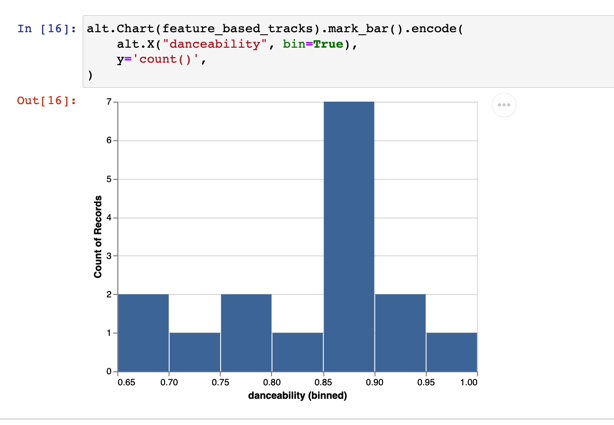 In [16]: alt.Chart(feature_based_tracks).mark_bar().encode(
alt.X("danceability", bin=True),
y='count()',
)
Out[16]:
7
6
5
4
3
2
1
0
Count of Records
0.65 0.70 0.75 0.80 0.85 0.90 0.95 1.00
danceability (binned)